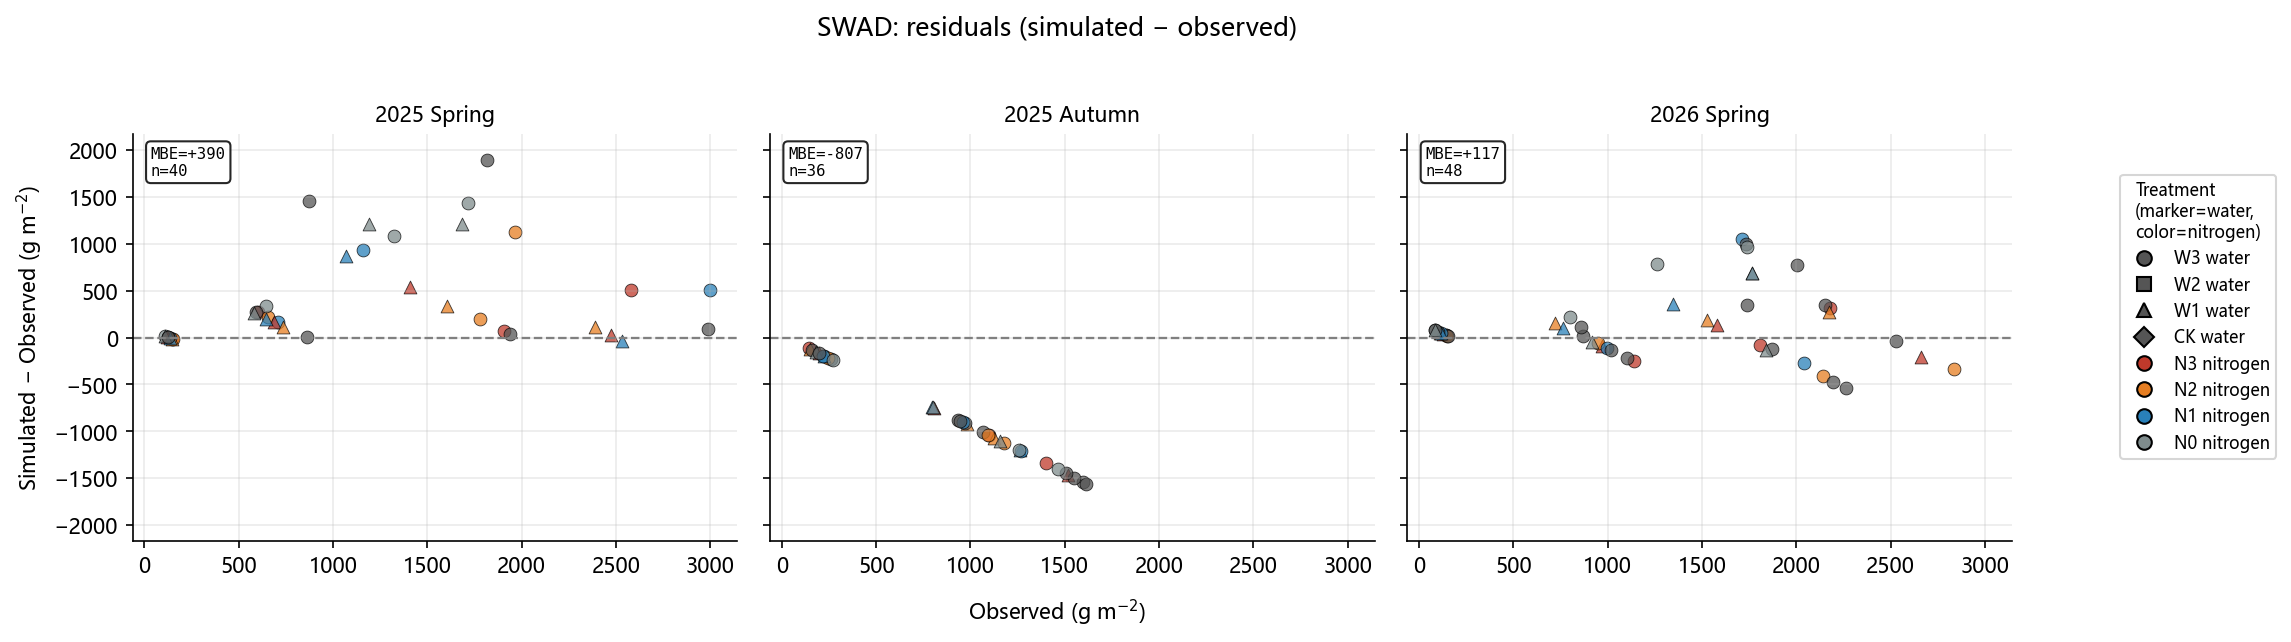 SWAD: residuals (simulated − observed)
2025 Spring
2025 Autumn
2026 Spring
MBE=+390
n=40
MBE=-807
n=36
MBE=+117
n=48
Simulated − Observed (g m⁻²)
2000
1500
1000
500
0
−500
−1000
−1500
−2000
0 500 1000 1500 2000 2500 3000
0 500 1000 1500 2000 2500 3000
0 500 1000 1500 2000 2500 3000
Observed (g m⁻²)
Treatment
(marker=water,
color=nitrogen)
W3 water
W2 water
W1 water
CK water
N3 nitrogen
N2 nitrogen
N1 nitrogen
N0 nitrogen